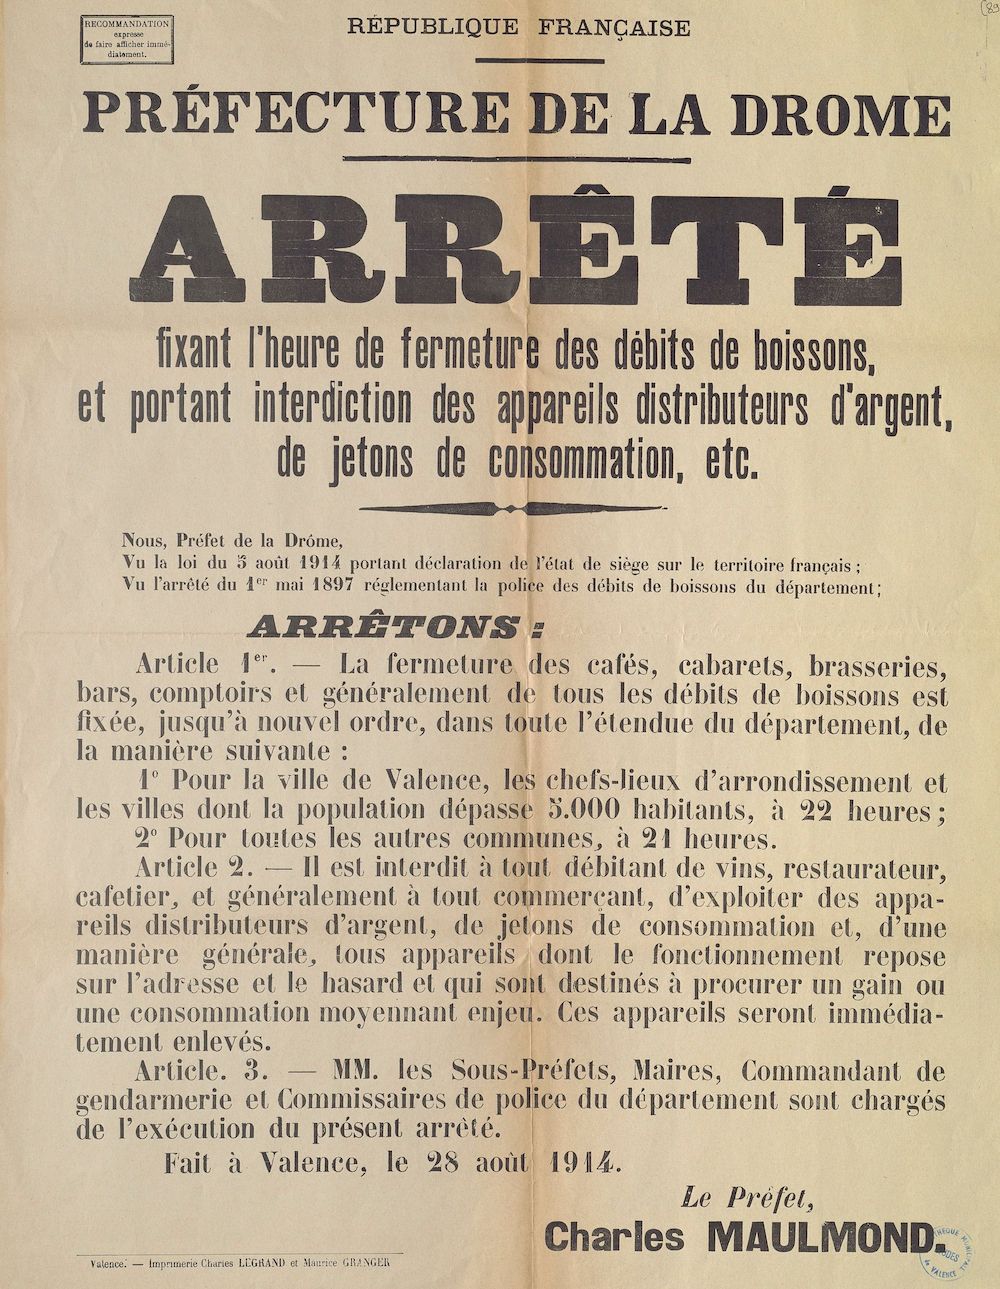 RECOMMANDATION
expresse
de faire afficher immé-
diatement.
RÉPUBLIQUE FRANÇAISE
PRÉFECTURE DE LA DROME
ARRÊTÉ
fixant l'heure de fermeture des débits de boissons,
et portant interdiction des appareils distributeurs d'argent,
de jetons de consommation, etc.
Nous, Préfet de la Drôme,
Vu la loi du 5 août 1914 portant déclaration de l'état de siège sur le territoire français ;
Vu l'arrêté du 1er mai 1897 réglementant la police des débits de boissons du département ;
ARRÊTONS :
Article 1er. — La fermeture des cafés, cabarets, brasseries,
bars, comptoirs et généralement de tous les débits de boissons est
fixée, jusqu'à nouvel ordre, dans toute l'étendue du département, de
la manière suivante :
1° Pour la ville de Valence, les chefs-lieux d'arrondissement et
les villes dont la population dépasse 5.000 habitants, à 22 heures ;
2° Pour toutes les autres communes, à 21 heures.
Article 2. — Il est interdit à tout débitant de vins, restaurateur,
cafetier, et généralement à tout commerçant, d'exploiter des appa-
reils distributeurs d'argent, de jetons de consommation et, d'une
manière générale, tous appareils dont le fonctionnement repose
sur l'adresse et le hasard et qui sont destinés à procurer un gain ou
une consommation moyennant enjeu. Ces appareils seront immédia-
tement enlevés.
Article. 3. — MM. les Sous-Préfets, Maires, Commandant de
gendarmerie et Commissaires de police du département sont chargés
de l'exécution du présent arrêté.
Fait à Valence, le 28 août 1914.
Le Préfet,
Charles MAULMOND.
Valence. — Imprimerie Charles LEGRAND et Maurice GRANGER